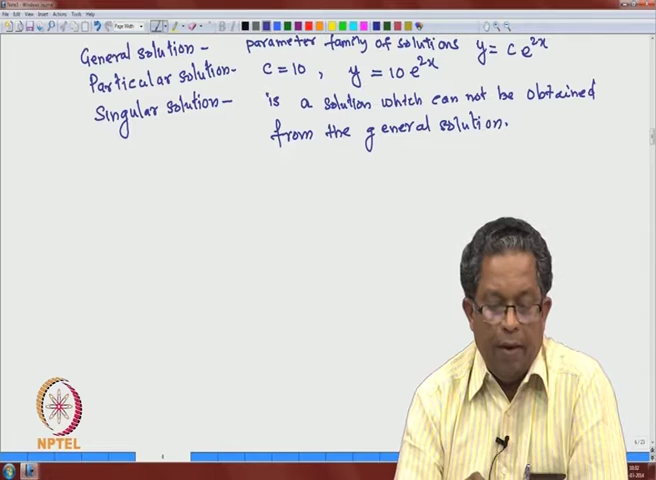 General solution - parameter family of solutions y = c e^2x
Particular solution - c = 10 , y = 10 e^2x
Singular solution - is a solution which can not be obtained
from the general solution.
NPTEL